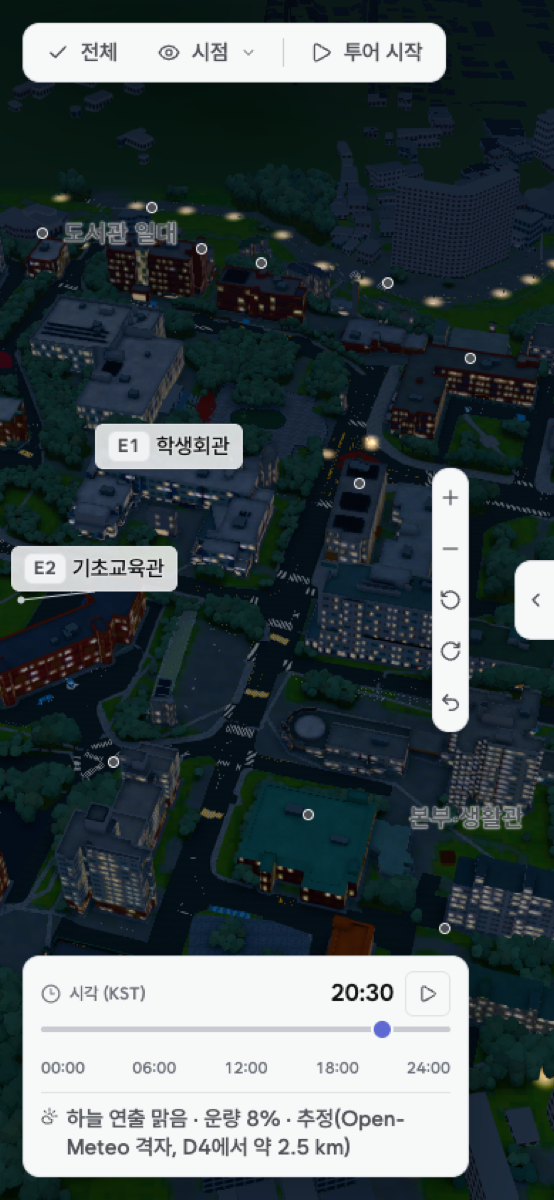 전체 시점 투어 시작
도서관 일대
E1 학생회관
E2 기초교육관
본부·생활관
시각 (KST) 20:30
00:00 06:00 12:00 18:00 24:00
하늘 연출 맑음 · 운량 8% · 추정(Open-
Meteo 격자, D4에서 약 2.5 km)